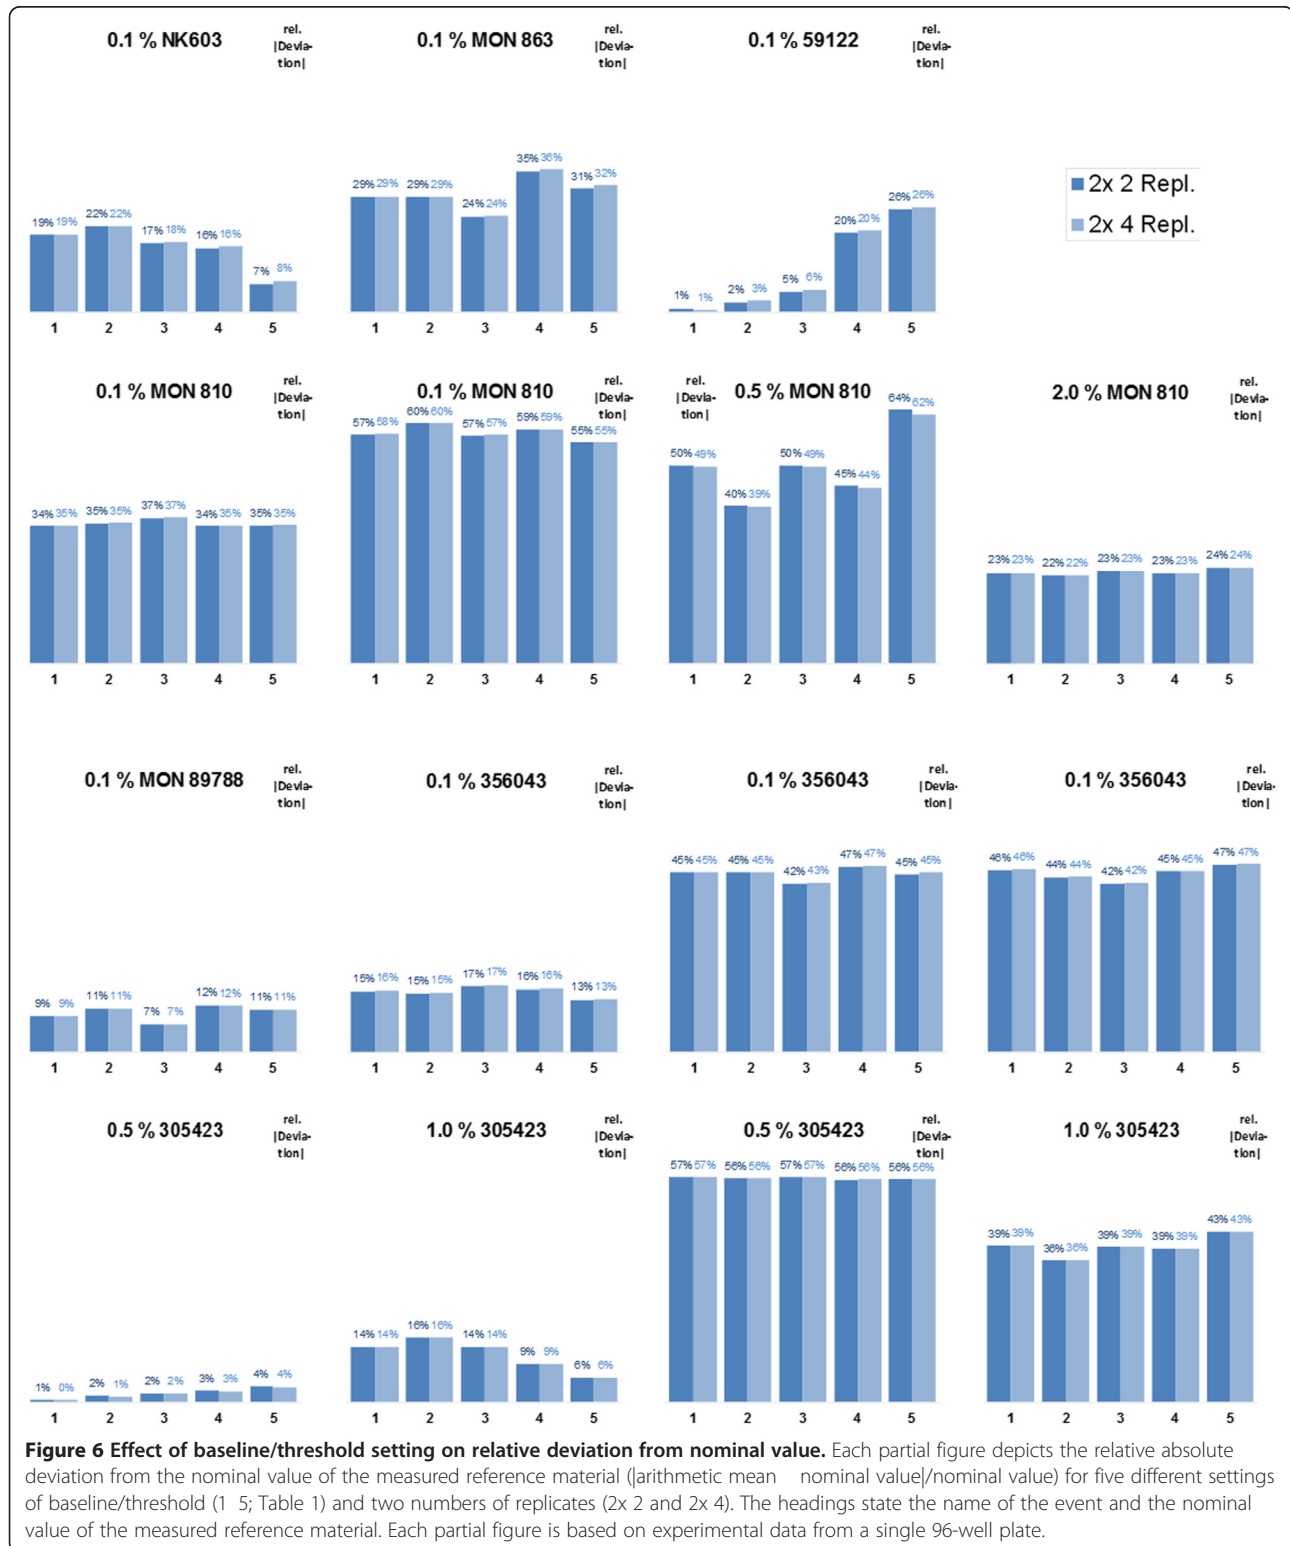 0.1 % NK603 rel. |Devia-tion| 0.1 % MON 863 rel. |Devia-tion| 0.1 % 59122 rel. |Devia-tion|
2x 2 Repl.
2x 4 Repl.
19% 19% 22% 22% 17% 18% 16% 16% 7% 8%
1 2 3 4 5
29% 29% 29% 29% 24% 24% 35% 36% 31% 32%
1 2 3 4 5
1% 1% 2% 3% 5% 6% 20% 20% 26% 26%
1 2 3 4 5
0.1 % MON 810 rel. |Devia-tion| 0.1 % MON 810 rel. |Devia-tion| rel. |Devia-tion| 0.5 % MON 810 2.0 % MON 810 rel. |Devia-tion|
34% 35% 35% 35% 37% 37% 34% 35% 35% 35%
1 2 3 4 5
57% 58% 60% 60% 57% 57% 59% 59% 55% 55%
1 2 3 4 5
50% 49% 40% 39% 50% 49% 45% 44% 64% 62%
1 2 3 4 5
23% 23% 22% 22% 23% 23% 23% 23% 24% 24%
1 2 3 4 5
0.1 % MON 89788 rel. |Devia-tion| 0.1 % 356043 rel. |Devia-tion| 0.1 % 356043 rel. |Devia-tion| 0.1 % 356043 rel. |Devia-tion|
9% 9% 11% 11% 7% 7% 12% 12% 11% 11%
1 2 3 4 5
15% 16% 15% 15% 17% 17% 16% 16% 13% 13%
1 2 3 4 5
45% 45% 45% 45% 42% 43% 47% 47% 45% 45%
1 2 3 4 5
46% 46% 44% 44% 42% 42% 45% 45% 47% 47%
1 2 3 4 5
0.5 % 305423 rel. |Devia-tion| 1.0 % 305423 rel. |Devia-tion| 0.5 % 305423 rel. |Devia-tion| 1.0 % 305423 rel. |Devia-tion|
1% 0% 2% 1% 2% 2% 3% 3% 4% 4%
1 2 3 4 5
14% 14% 16% 16% 14% 14% 9% 9% 6% 6%
1 2 3 4 5
57% 57% 56% 56% 57% 57% 56% 56% 56% 56%
1 2 3 4 5
39% 39% 36% 36% 39% 39% 39% 39% 43% 43%
1 2 3 4 5
Figure 6 Effect of baseline/threshold setting on relative deviation from nominal value. Each partial figure depicts the relative absolute
deviation from the nominal value of the measured reference material (|arithmetic mean nominal value|/nominal value) for five different settings
of baseline/threshold (1 5; Table 1) and two numbers of replicates (2x 2 and 2x 4). The headings state the name of the event and the nominal
value of the measured reference material. Each partial figure is based on experimental data from a single 96-well plate.